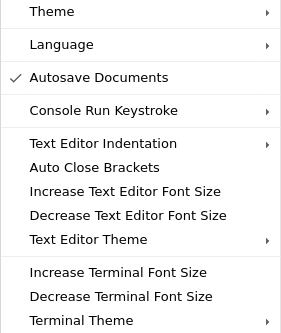 Theme
Language
Autosave Documents
Console Run Keystroke
Text Editor Indentation
Auto Close Brackets
Increase Text Editor Font Size
Decrease Text Editor Font Size
Text Editor Theme
Increase Terminal Font Size
Decrease Terminal Font Size
Terminal Theme